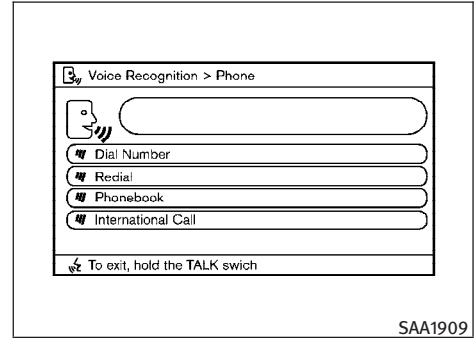 Voice Recognition > Phone
Dial Number
Redial
Phonebook
International Call
To exit, hold the TALK swich
SAA1909